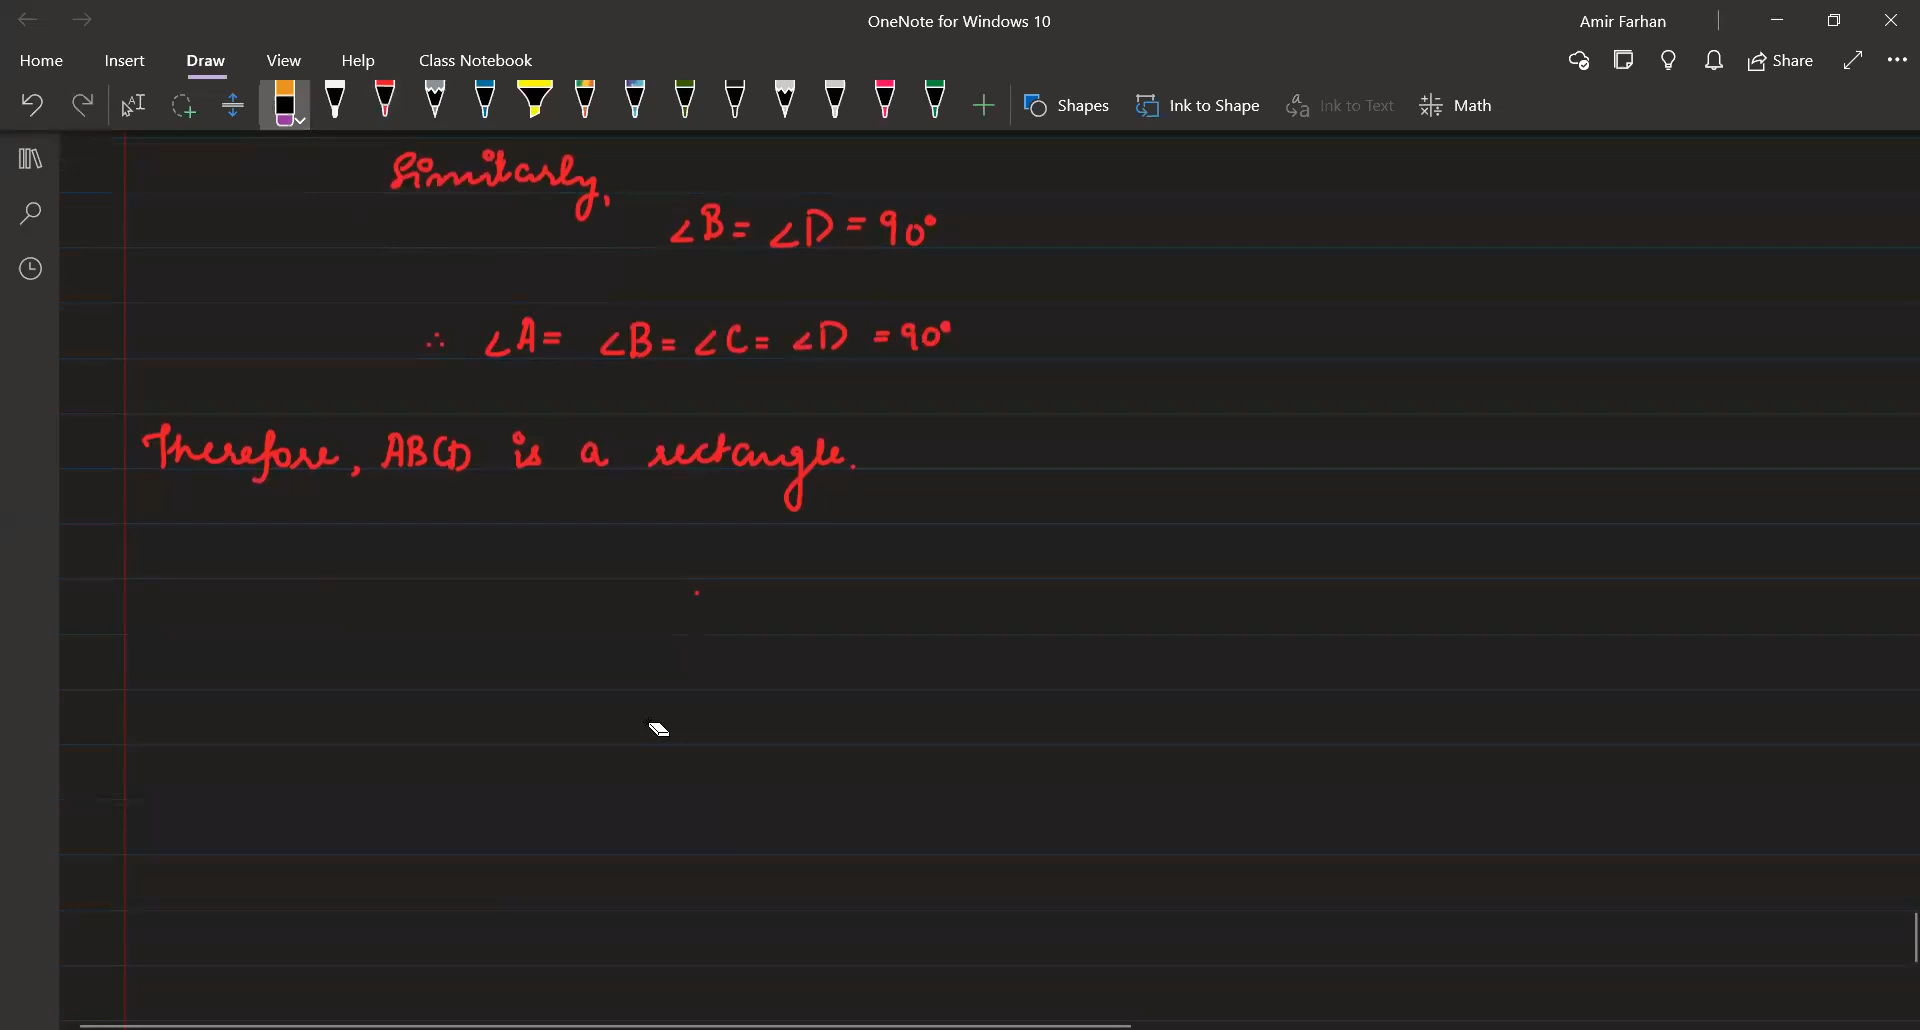 OneNote for Windows 10
Amir Farhan
Home Insert Draw View Help Class Notebook
Share
Shapes Ink to Shape Ink to Text Math
Similarly,
∠B = ∠D = 90°
∴ ∠A = ∠B = ∠C = ∠D = 90°
Therefore, ABCD is a rectangle.